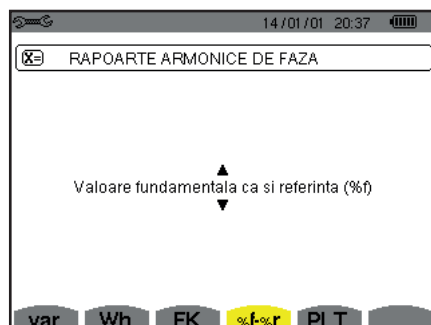 14/01/01 20:37
X= RAPOARTE ARMONICE DE FAZA
Valoare fundamentala ca si referinta (%f)
var Wh FK %f-%r PLT